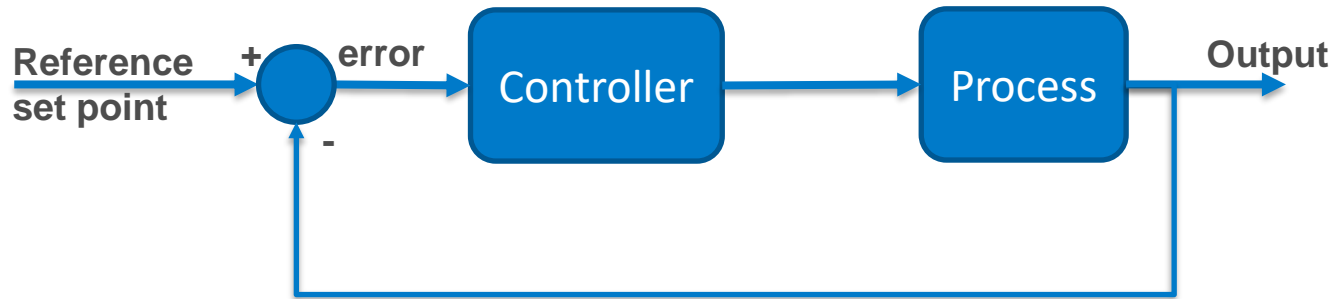 Reference
set point
+
error
-
Controller
Process
Output